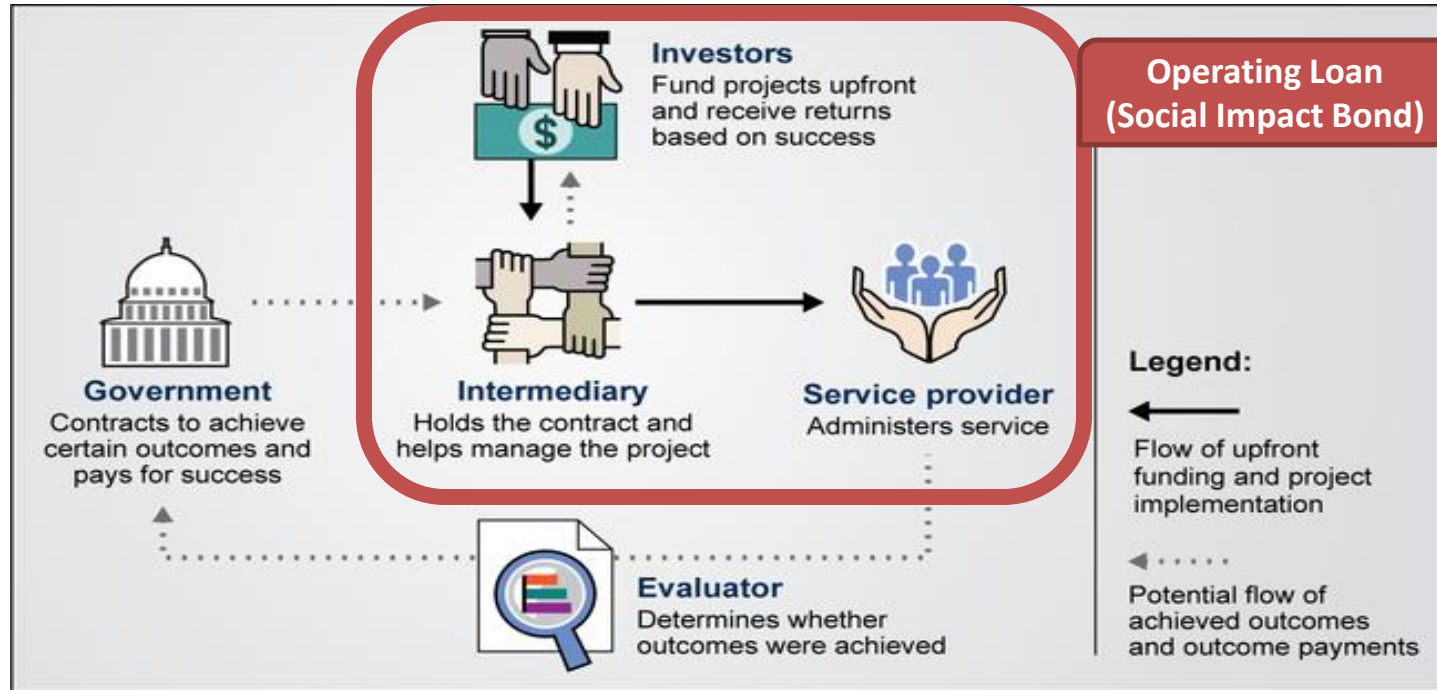 Investors
Fund projects upfront
and receive returns
based on success
$
Operating Loan
(Social Impact Bond)
Government
Contracts to achieve
certain outcomes and
pays for success
Intermediary
Holds the contract and
helps manage the project
Service provider
Administers service
Evaluator
Determines whether
outcomes were achieved
Legend:
Flow of upfront
funding and project
implementation
Potential flow of
achieved outcomes
and outcome payments